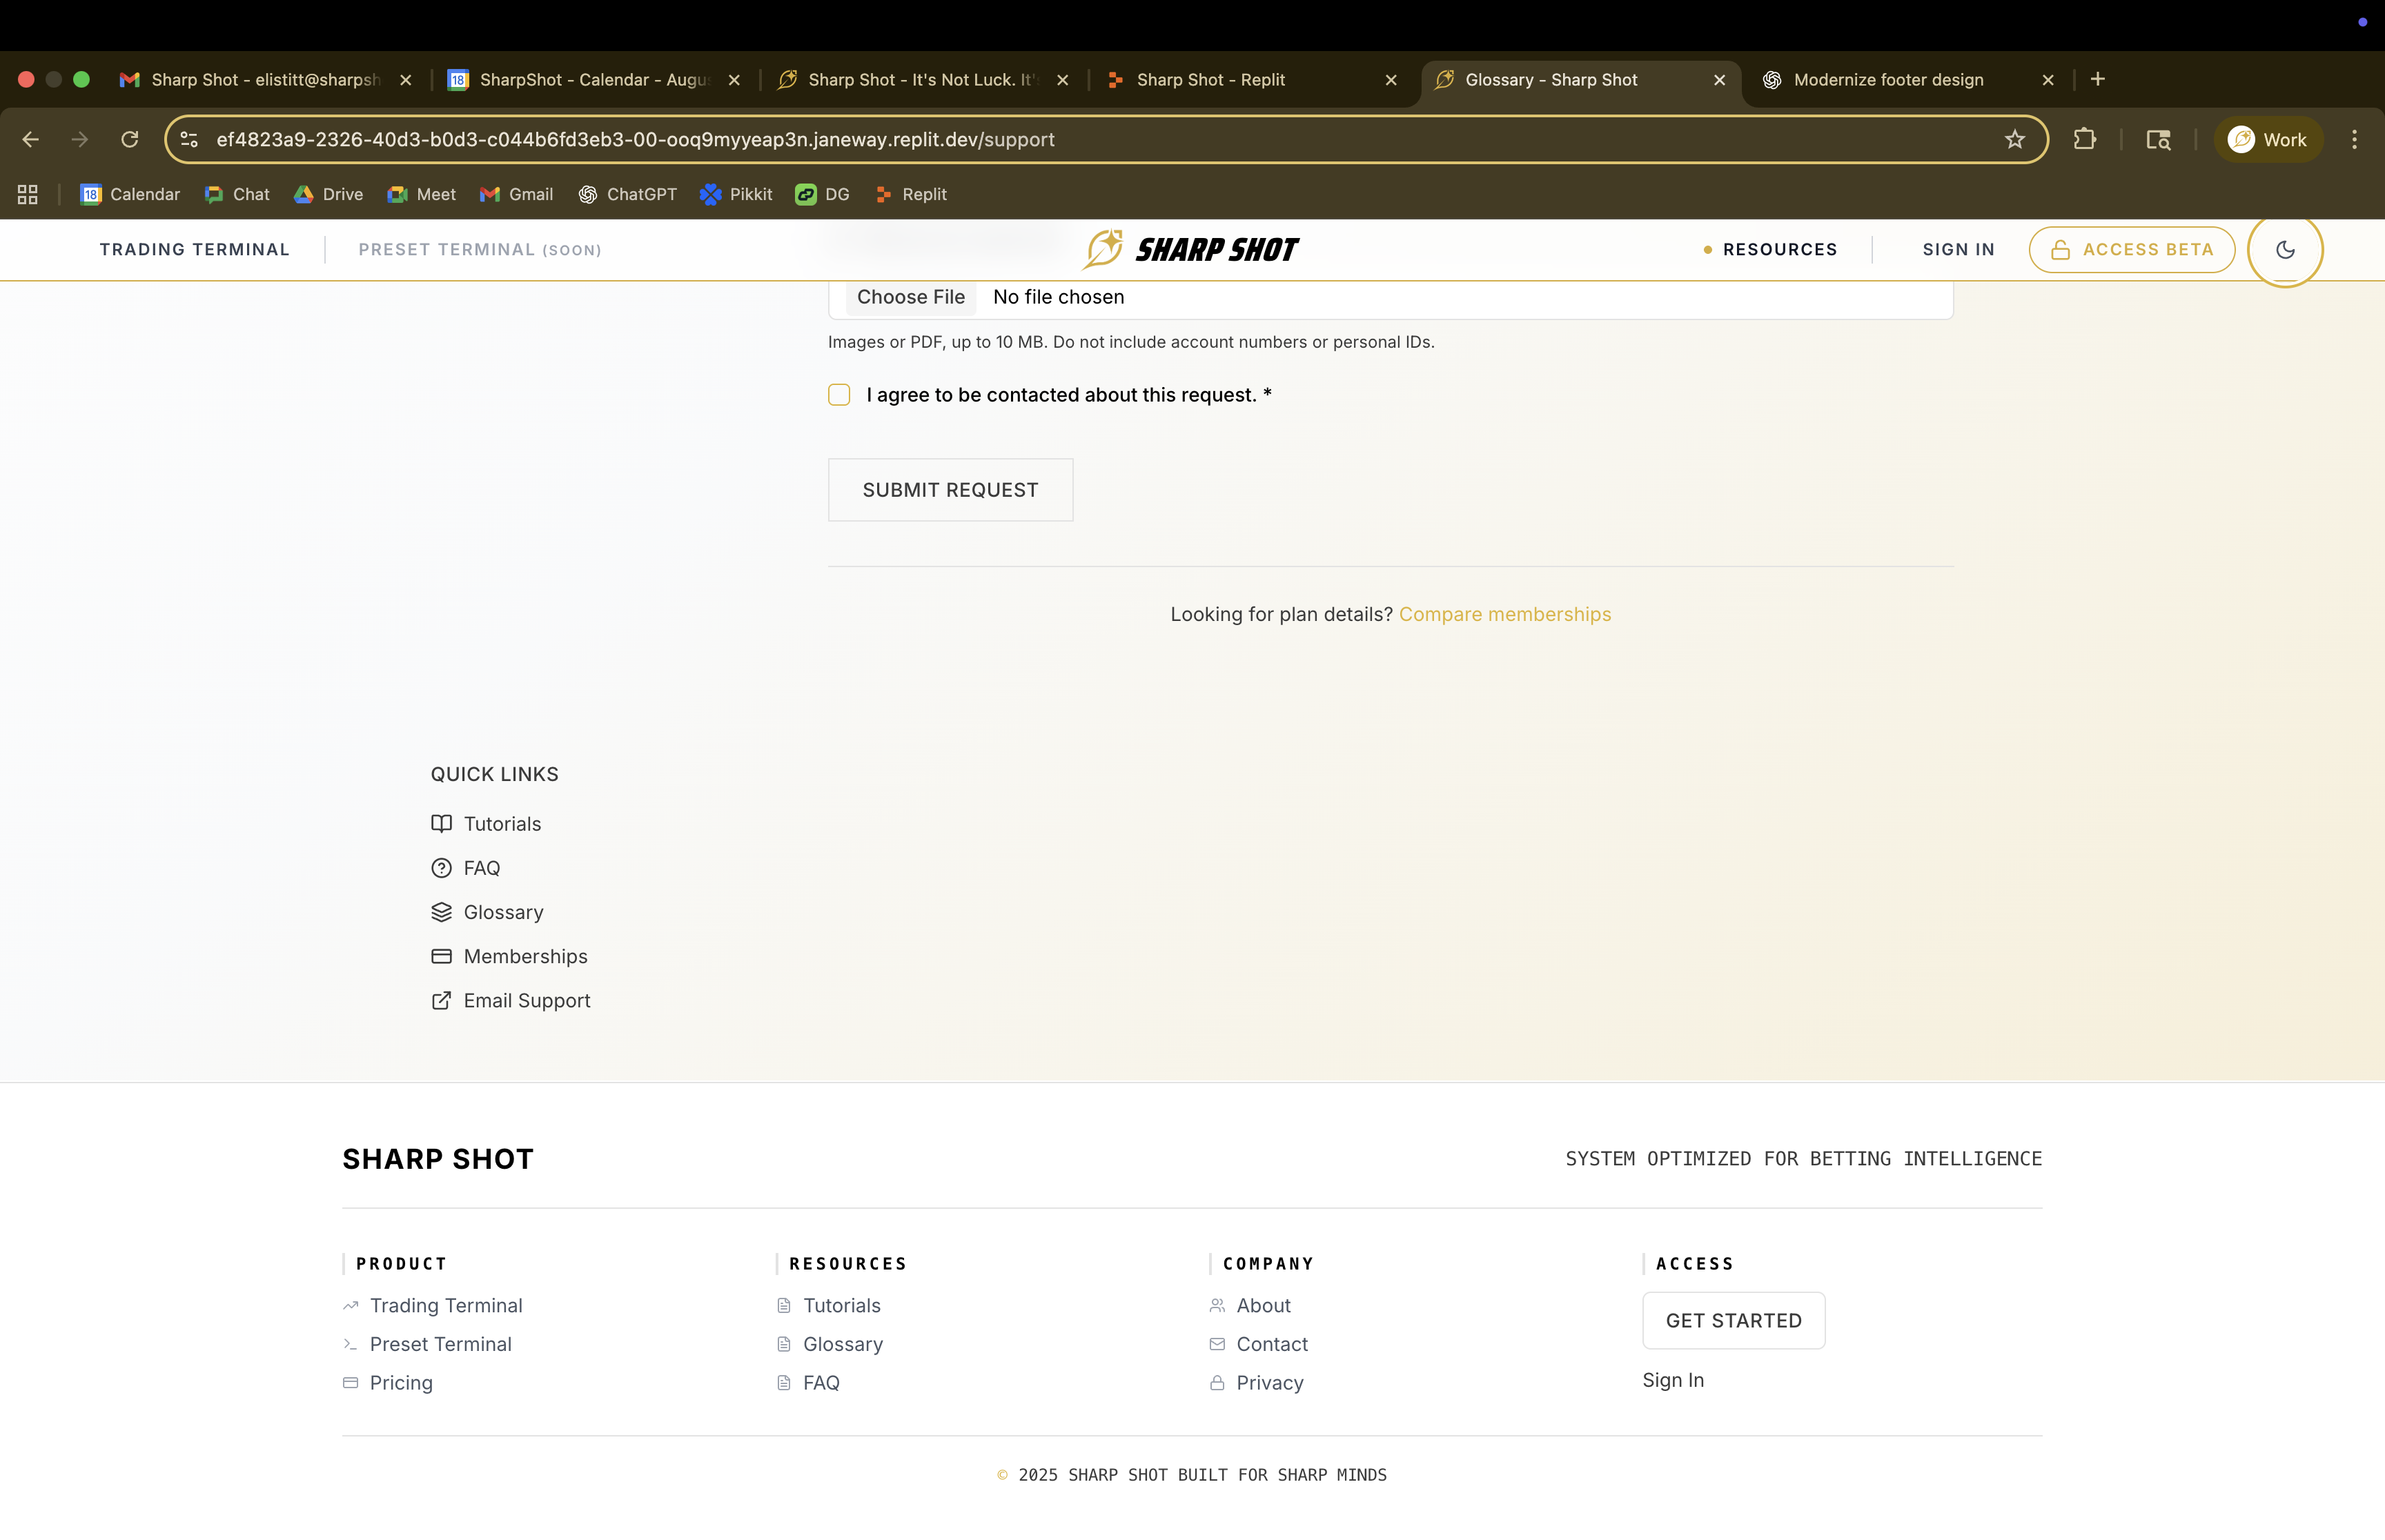 Sharp Shot - elistitt@sharpsh
SharpShot - Calendar - Augus
Sharp Shot - It's Not Luck. It's
Sharp Shot - Replit
Glossary - Sharp Shot
Modernize footer design
ef4823a9-2326-40d3-b0d3-c044b6fd3eb3-00-ooq9myyeap3n.janeway.replit.dev/support
Work
18 Calendar
Chat
Drive
Meet
Gmail
ChatGPT
Pikkit
DG
Replit
TRADING TERMINAL
PRESET TERMINAL (SOON)
SHARP SHOT
RESOURCES
SIGN IN
ACCESS BETA
Choose File No file chosen
Images or PDF, up to 10 MB. Do not include account numbers or personal IDs.
I agree to be contacted about this request. *
SUBMIT REQUEST
Looking for plan details? Compare memberships
QUICK LINKS
Tutorials
FAQ
Glossary
Memberships
Email Support
SHARP SHOT
SYSTEM OPTIMIZED FOR BETTING INTELLIGENCE
PRODUCT
Trading Terminal
Preset Terminal
Pricing
RESOURCES
Tutorials
Glossary
FAQ
COMPANY
About
Contact
Privacy
ACCESS
GET STARTED
Sign In
© 2025 SHARP SHOT BUILT FOR SHARP MINDS